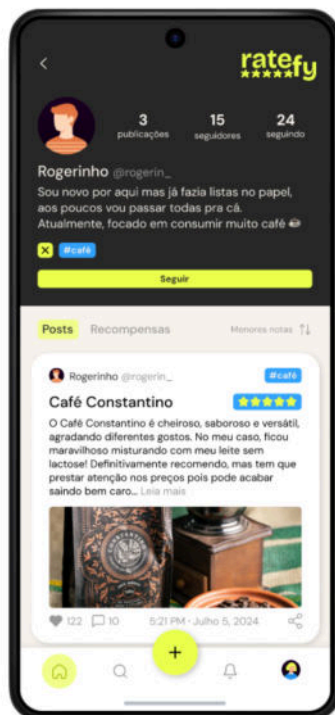 ratefy
3 15 24
publicações seguidores seguindo
Rogerinho @rogerin_
Sou novo por aqui mas já fazia listas no papel,
aos poucos vou passar todas pra cá.
Atualmente, focado em consumir muito café
#café
Seguir
Posts Recompensas Menores notas
Rogerinho @rogerin_ #café
Café Constantino
O Café Constantino é cheiroso, saboroso e versátil,
agradando diferentes gostos. No meu caso, ficou
maravilhoso misturando com meu leite sem
lactose! Definitivamente recomendo, mas tem que
prestar atenção nos preços pois pode acabar
saindo bem caro... Leia mais
122 10 5:21 PM · Julho 5, 2024